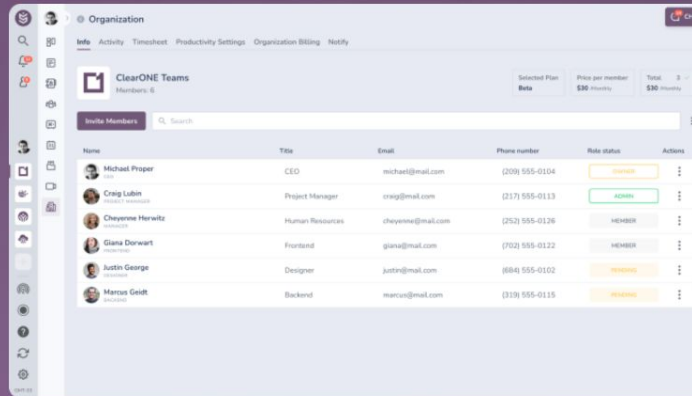 Organization
Info Activity Timesheet Productivity Settings Organization Billing Notify
ClearONE Teams
Members: 6
Selected Plan Price per member Total 3
Beta $30 /Monthly $30 /Monthly
Invite Members Search
Name Title Email Phone number Role status Actions
Michael Proper CEO michael@mail.com (209) 555-0104 OWNER
CEO
Craig Lubin Project Manager craig@mail.com (217) 555-0113 ADMIN
PROJECT MANAGER
Cheyenne Herwitz Human Resources cheyenne@mail.com (252) 555-0126 MEMBER
MANAGER
Giana Dorwart Frontend giana@mail.com (702) 555-0122 MEMBER
FRONTEND
Justin George Designer justin@mail.com (684) 555-0102 PENDING
DESIGNER
Marcus Geidt Backend marcus@mail.com (319) 555-0115 PENDING
BACKEND